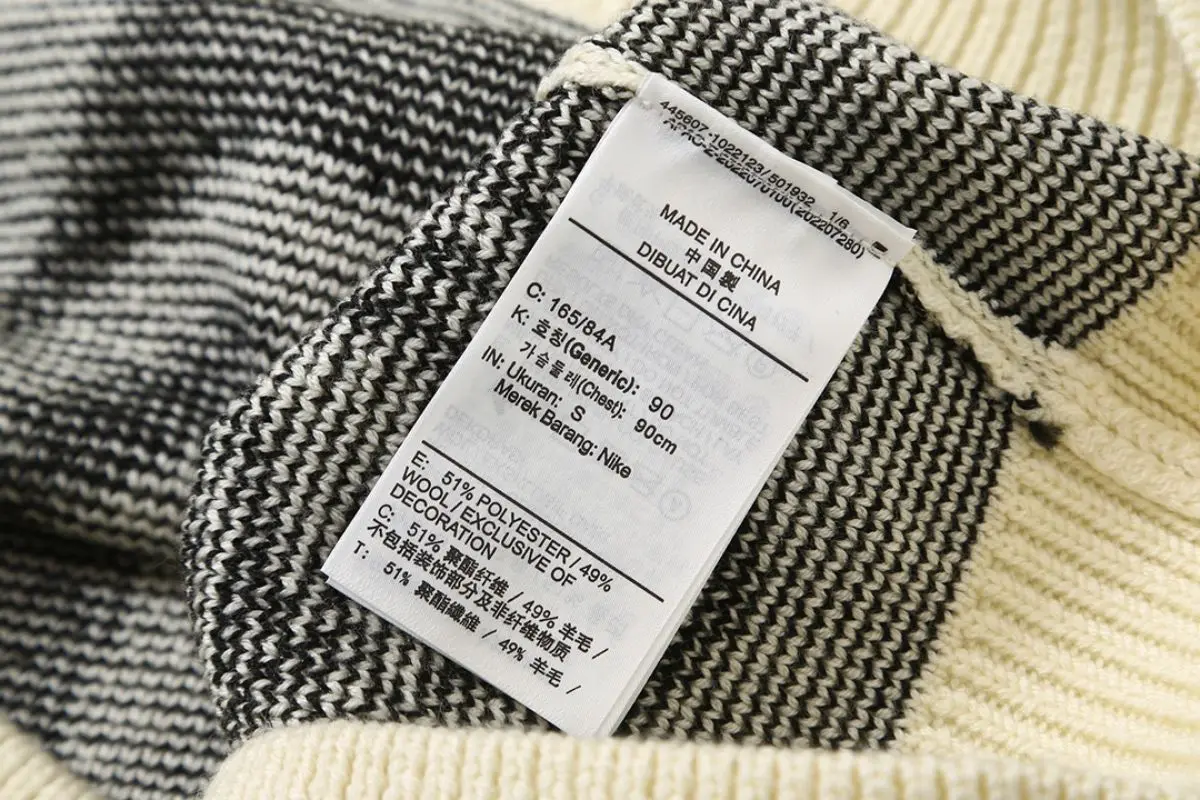 445607 1022123/501932 1/6
APAC-Z-2022070100(202207280)
MADE IN CHINA
中国製
DIBUAT DI CINA
C: 165/84A
K: 호칭(Generic): 90
가슴둘레(Chest): 90cm
IN: Ukuran: S
Merek Barang: Nike
E: 51% POLYESTER / 49%
WOOL / EXCLUSIVE OF
DECORATION
C: 51% 聚酯纤维 / 49% 羊毛 /
不包括装饰部分及非纤维物质
T: 51% 聚酯纖維 / 49% 羊毛 /